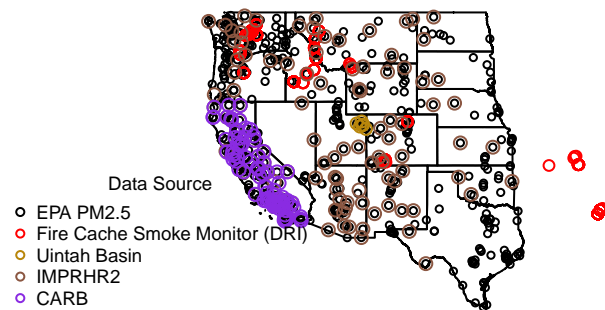 Data Source
EPA PM2.5
Fire Cache Smoke Monitor (DRI)
Uintah Basin
IMPRHR2
CARB